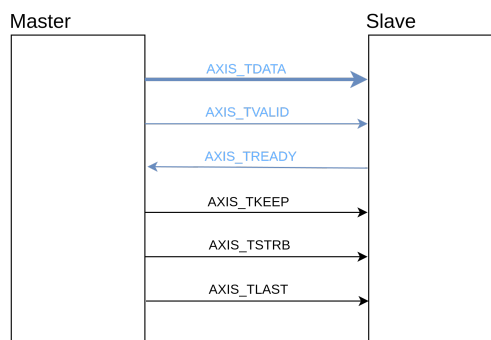 Master
Slave
AXIS_TDATA
AXIS_TVALID
AXIS_TREADY
AXIS_TKEEP
AXIS_TSTRB
AXIS_TLAST